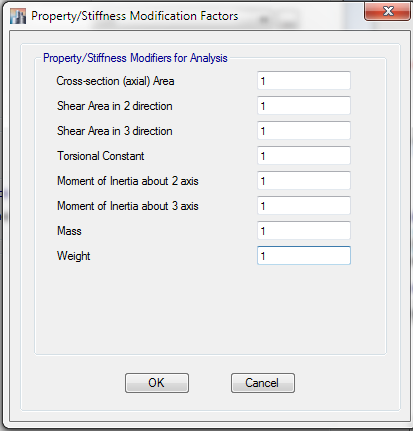 Property/Stiffness Modification Factors
Property/Stiffness Modifiers for Analysis
Cross-section (axial) Area 1
Shear Area in 2 direction 1
Shear Area in 3 direction 1
Torsional Constant 1
Moment of Inertia about 2 axis 1
Moment of Inertia about 3 axis 1
Mass 1
Weight 1
OK Cancel